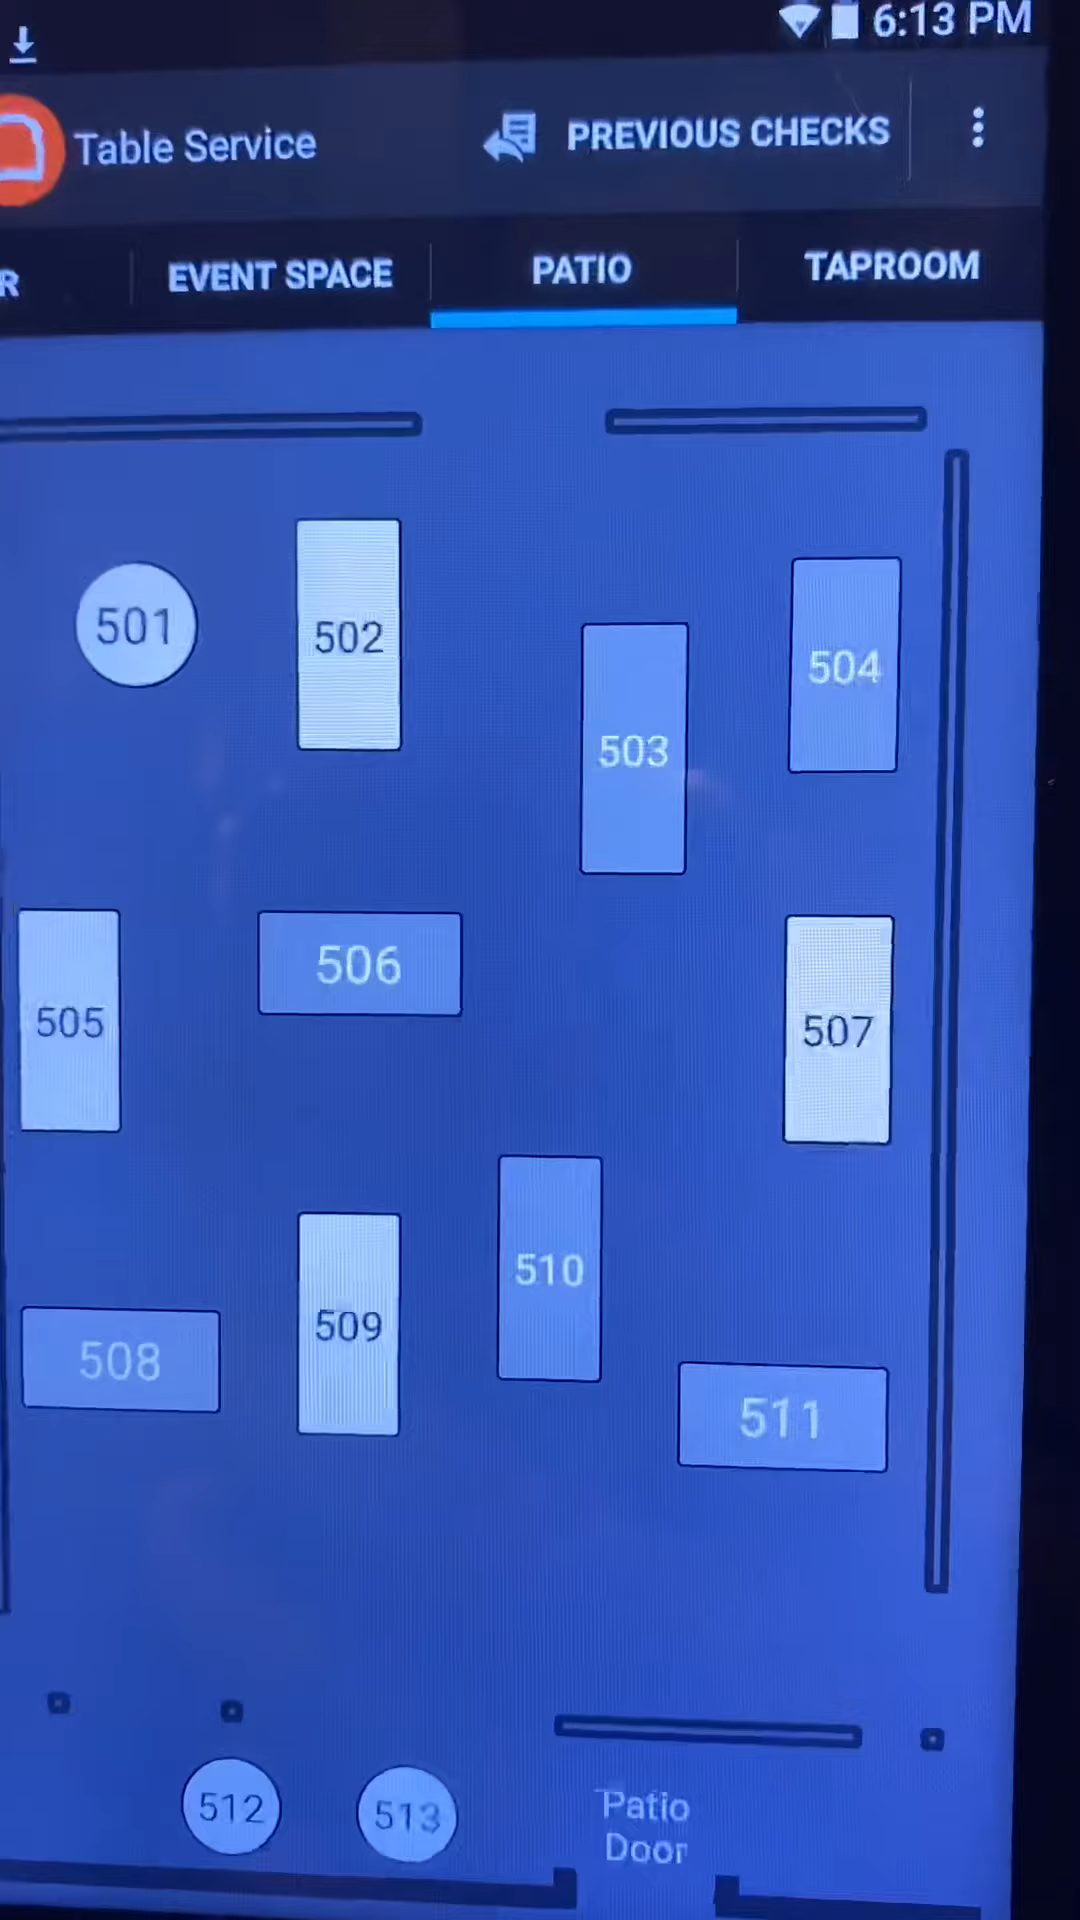 6:13 PM
Table Service
PREVIOUS CHECKS
R
EVENT SPACE
PATIO
TAPROOM
501
502
503
504
505
506
507
508
509
510
511
512
513
Patio
Door